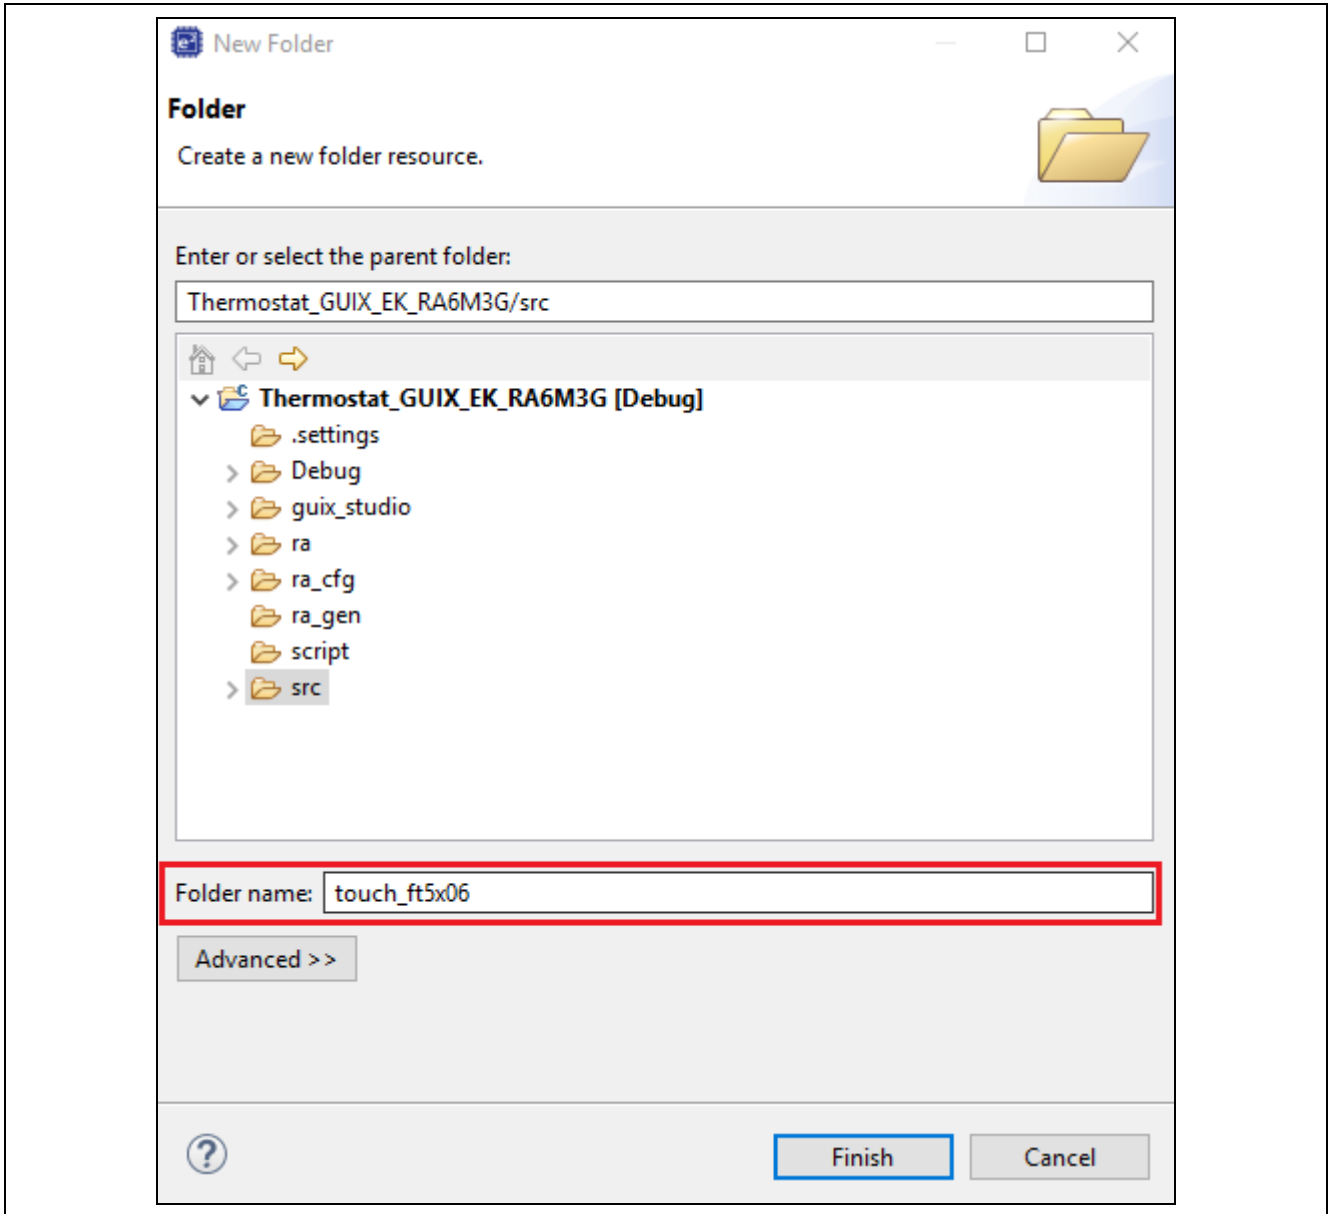 New Folder
Folder
Create a new folder resource.
Enter or select the parent folder:
Thermostat_GUIX_EK_RA6M3G/src
Thermostat_GUIX_EK_RA6M3G [Debug]
.settings
Debug
guix_studio
ra
ra_cfg
ra_gen
script
src
Folder name: touch_ft5x06
Advanced >>
Finish Cancel